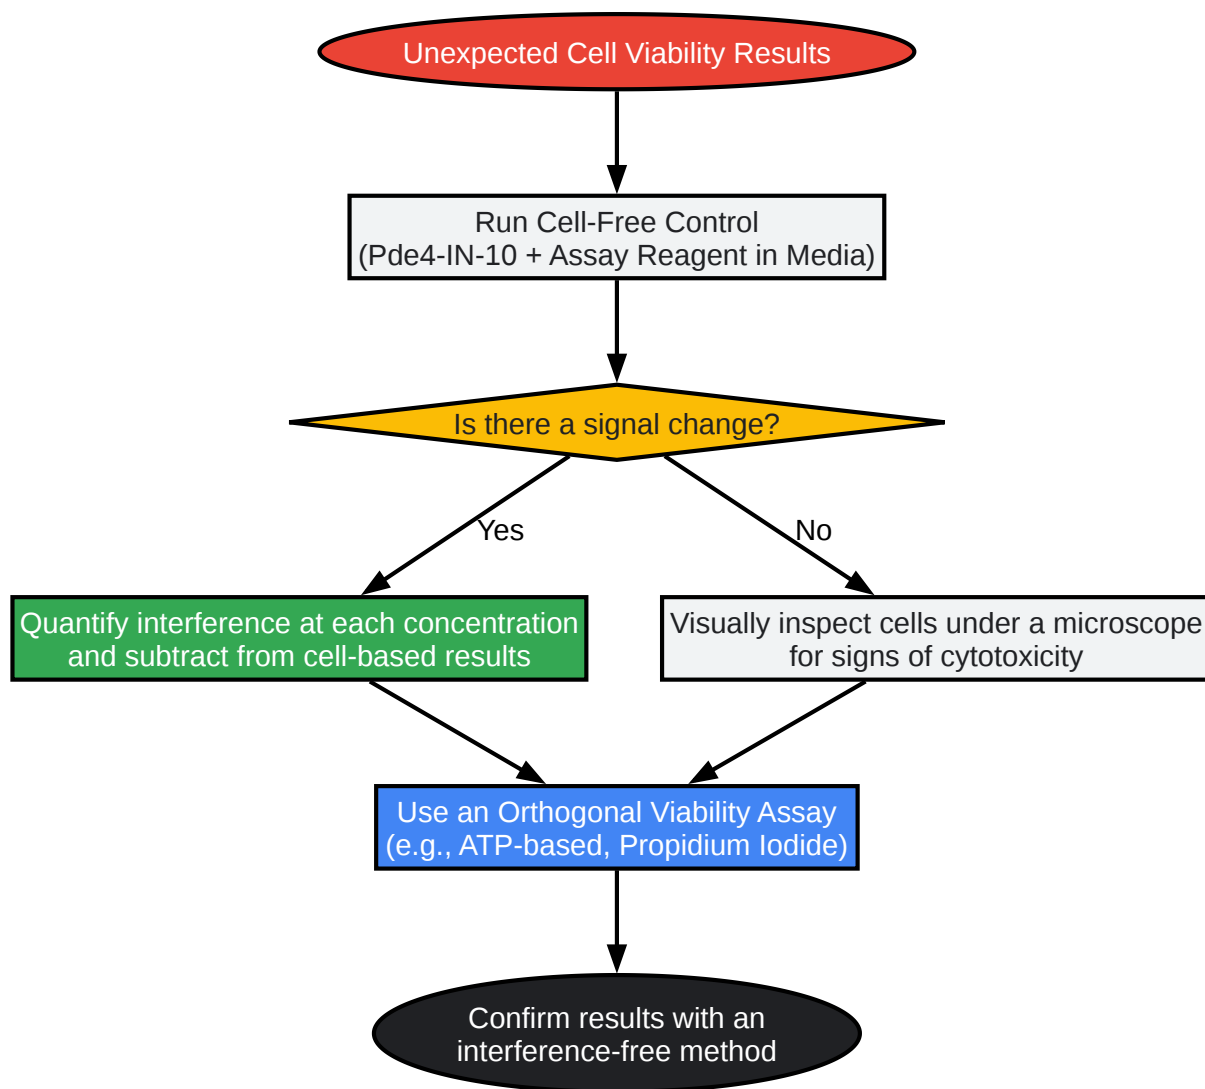 Unexpected Cell Viability Results
Run Cell-Free Control
(Pde4-IN-10 + Assay Reagent in Media)
Is there a signal change?
Yes
No
Quantify interference at each concentration
and subtract from cell-based results
Visually inspect cells under a microscope
for signs of cytotoxicity
Use an Orthogonal Viability Assay
(e.g., ATP-based, Propidium Iodide)
Confirm results with an
interference-free method